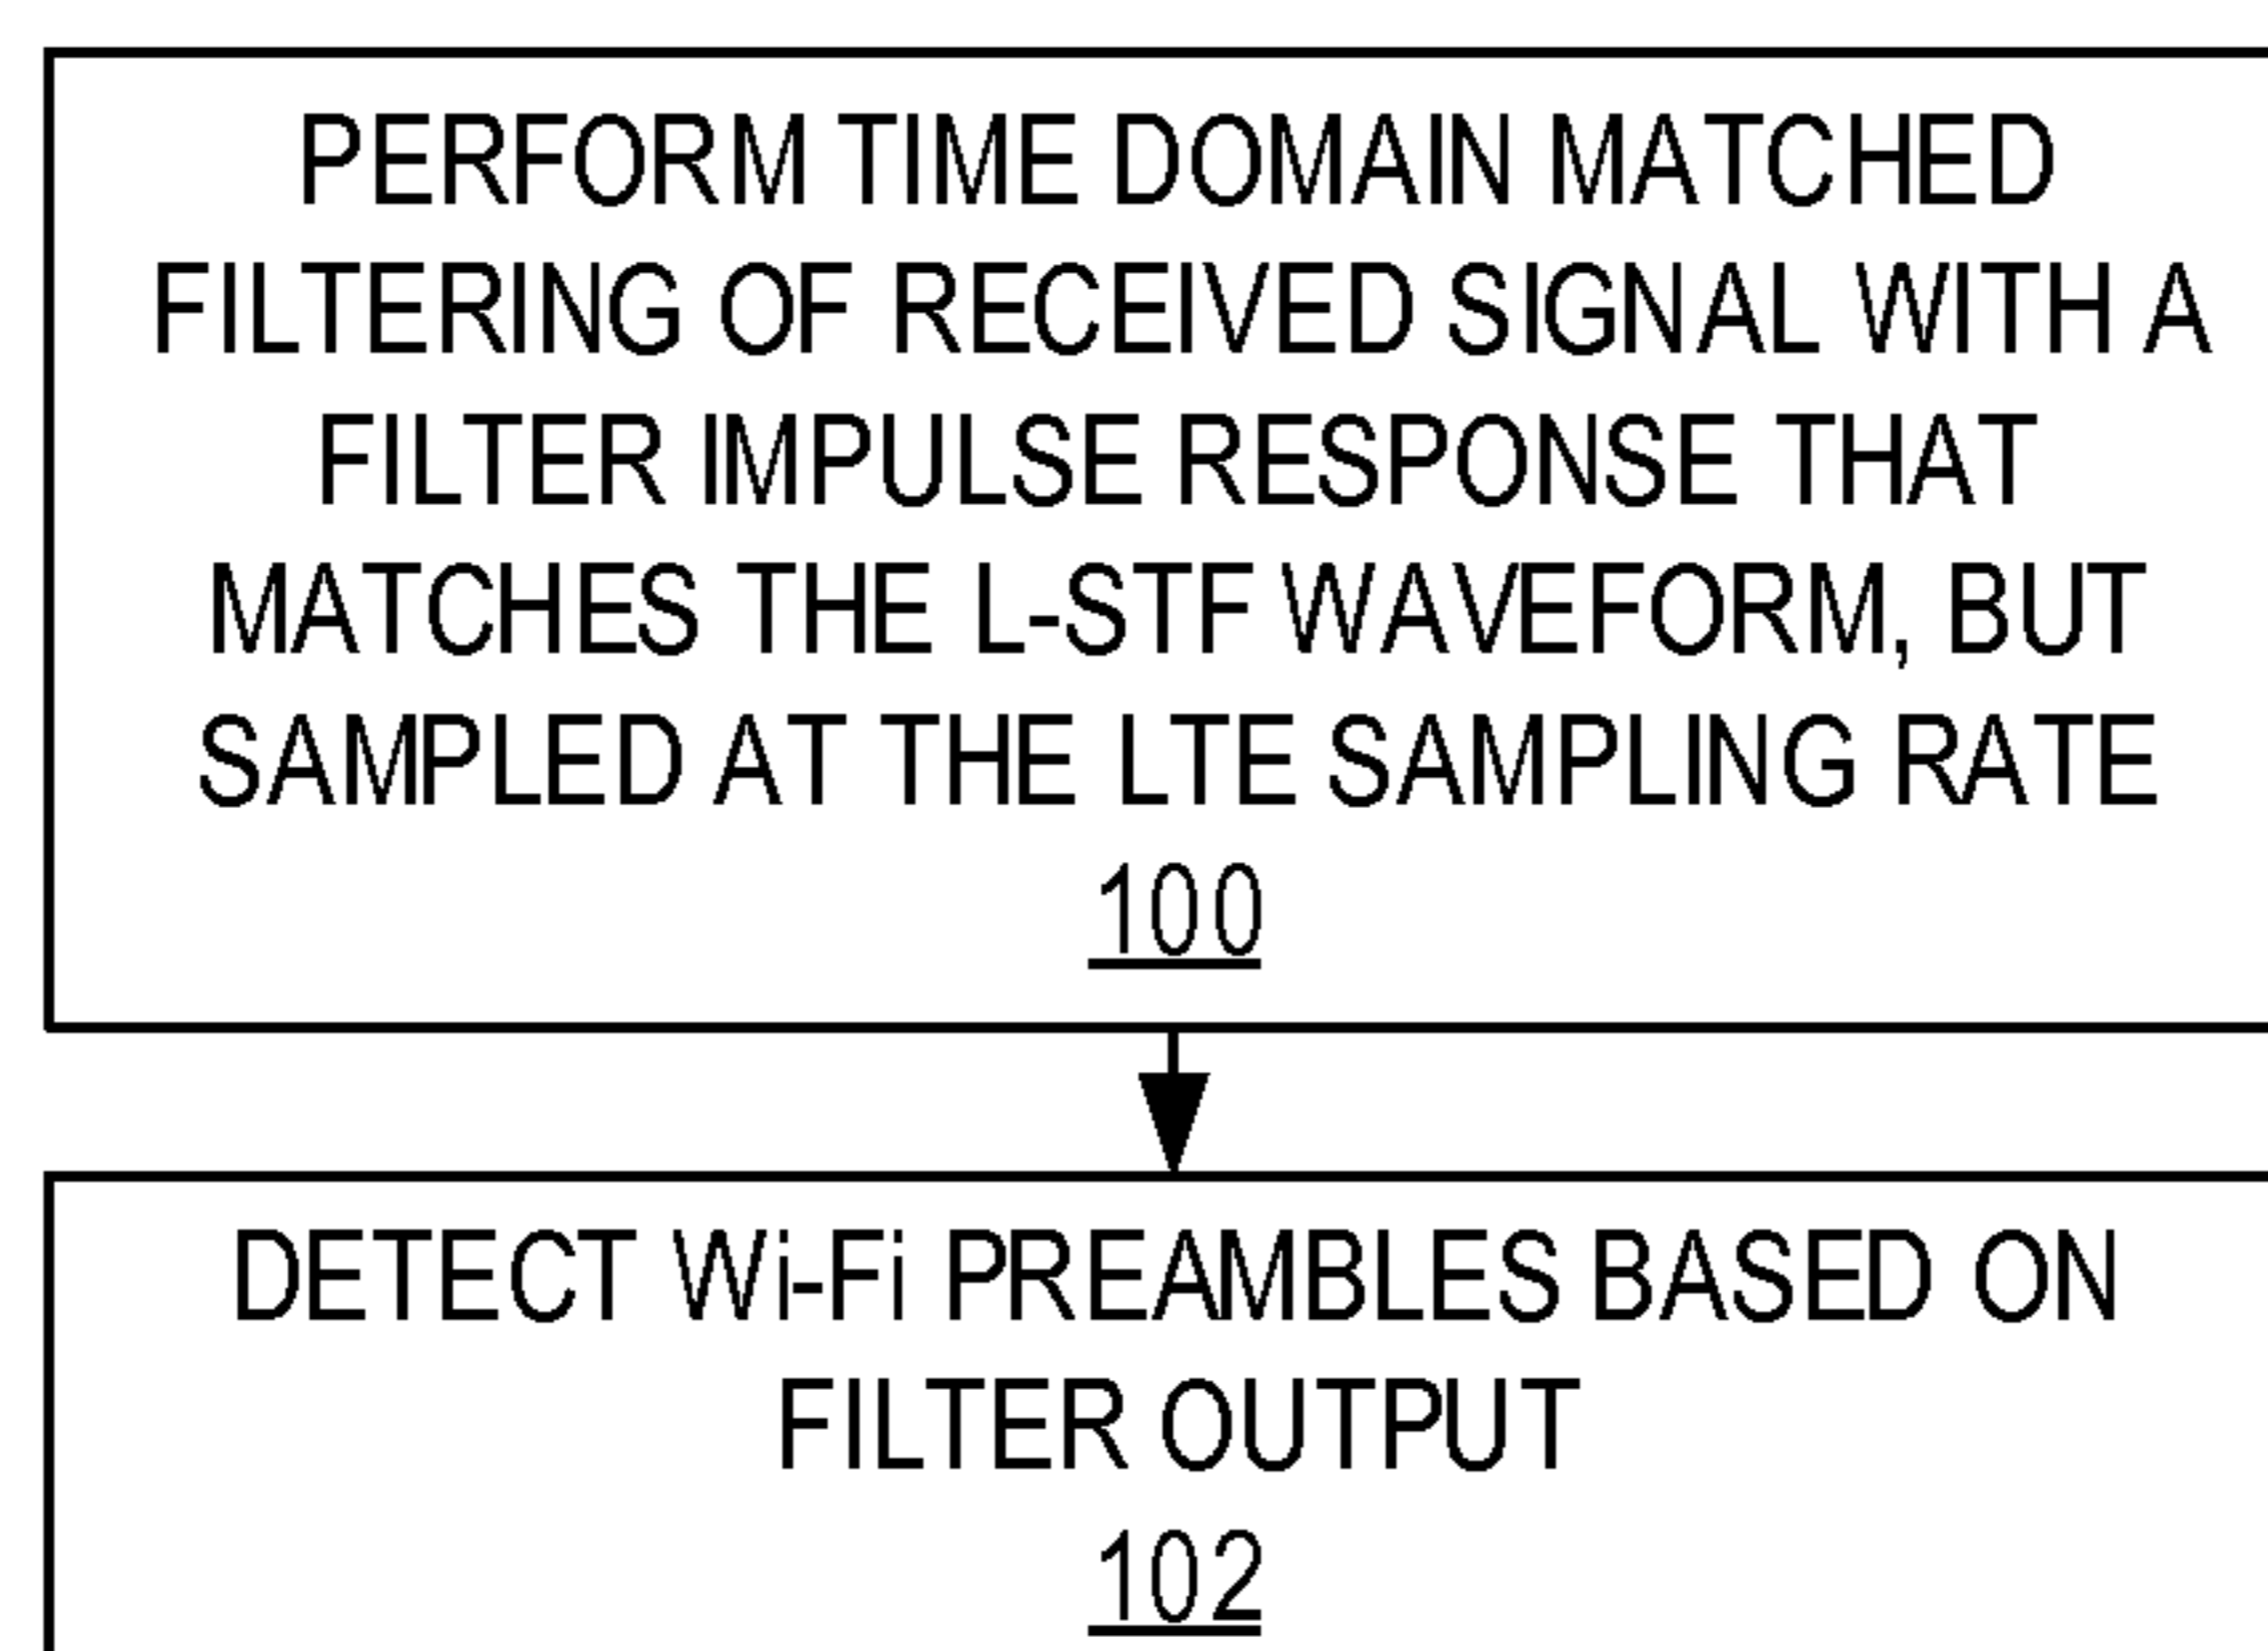 PERFORM TIME DOMAIN MATCHED
FILTERING OF RECEIVED SIGNAL WITH A
FILTER IMPULSE RESPONSE THAT
MATCHES THE L-STF WAVEFORM, BUT
SAMPLED AT THE LTE SAMPLING RATE
100
DETECT Wi-Fi PREAMBLES BASED ON
FILTER OUTPUT
102